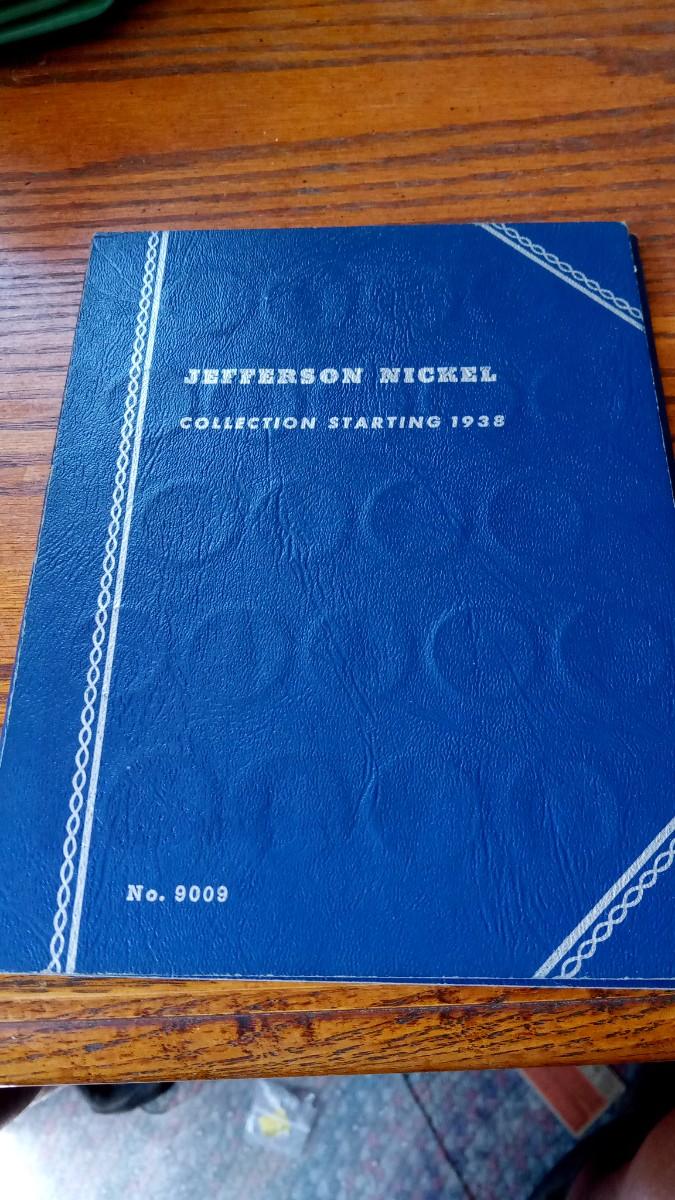 JEFFERSON NICKEL
COLLECTION STARTING 1938
No. 9009